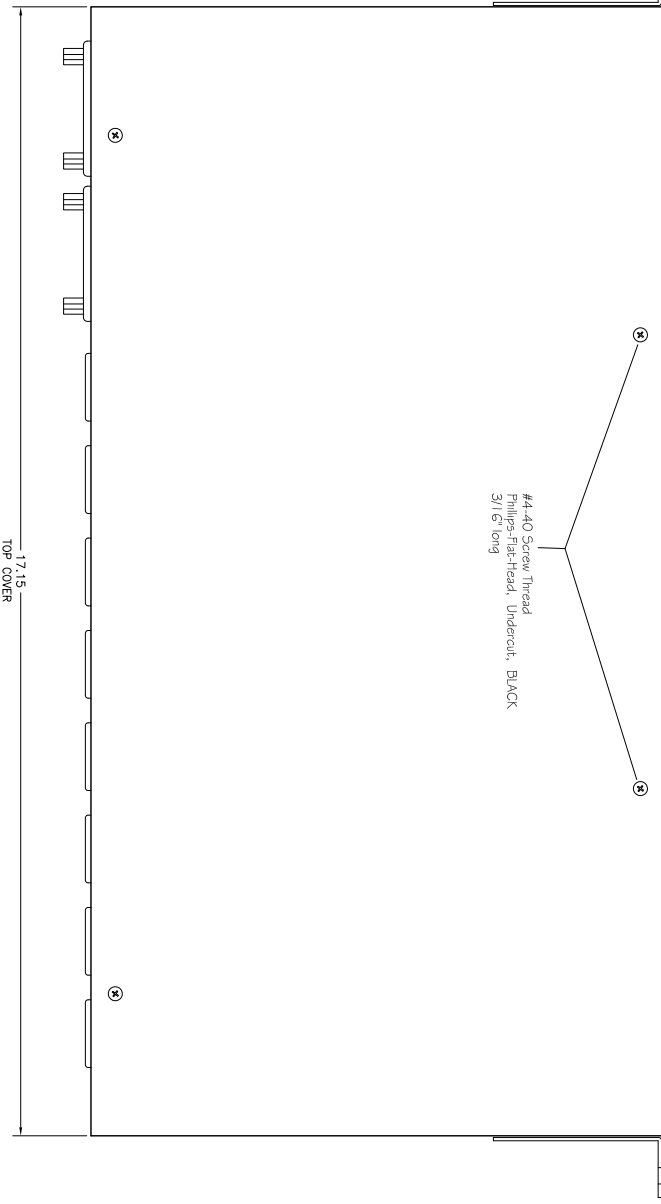 #4-40 Screw Thread
Phillips-Flat-Head, Undercut, BLACK
3/16" long
17.15
TOP COVER